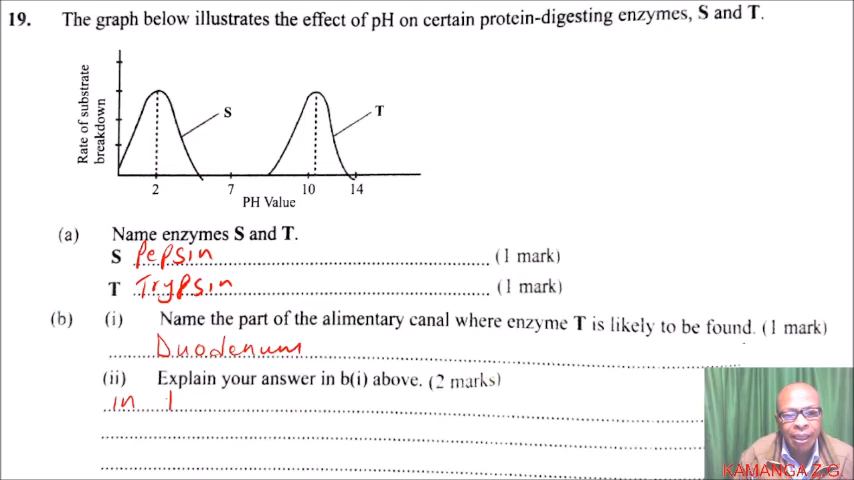 19. The graph below illustrates the effect of pH on certain protein-digesting enzymes, S and T.
Rate of substrate
breakdown
S
T
2 7 10 14
PH Value
(a) Name enzymes S and T.
S Pepsin (1 mark)
T Trypsin (1 mark)
(b) (i) Name the part of the alimentary canal where enzyme T is likely to be found. (1 mark)
Duodenum
(ii) Explain your answer in b(i) above. (2 marks)
in
KAMANGA Z.G.